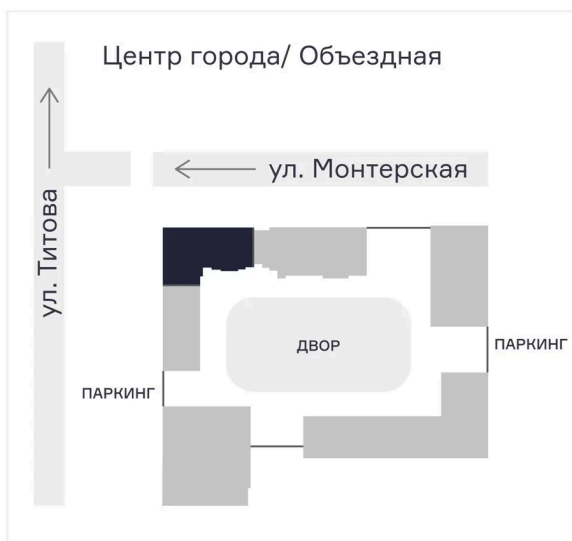 Центр города/ Объездная
ул. Монтерская
ул. Титова
ДВОР
ПАРКИНГ
ПАРКИНГ